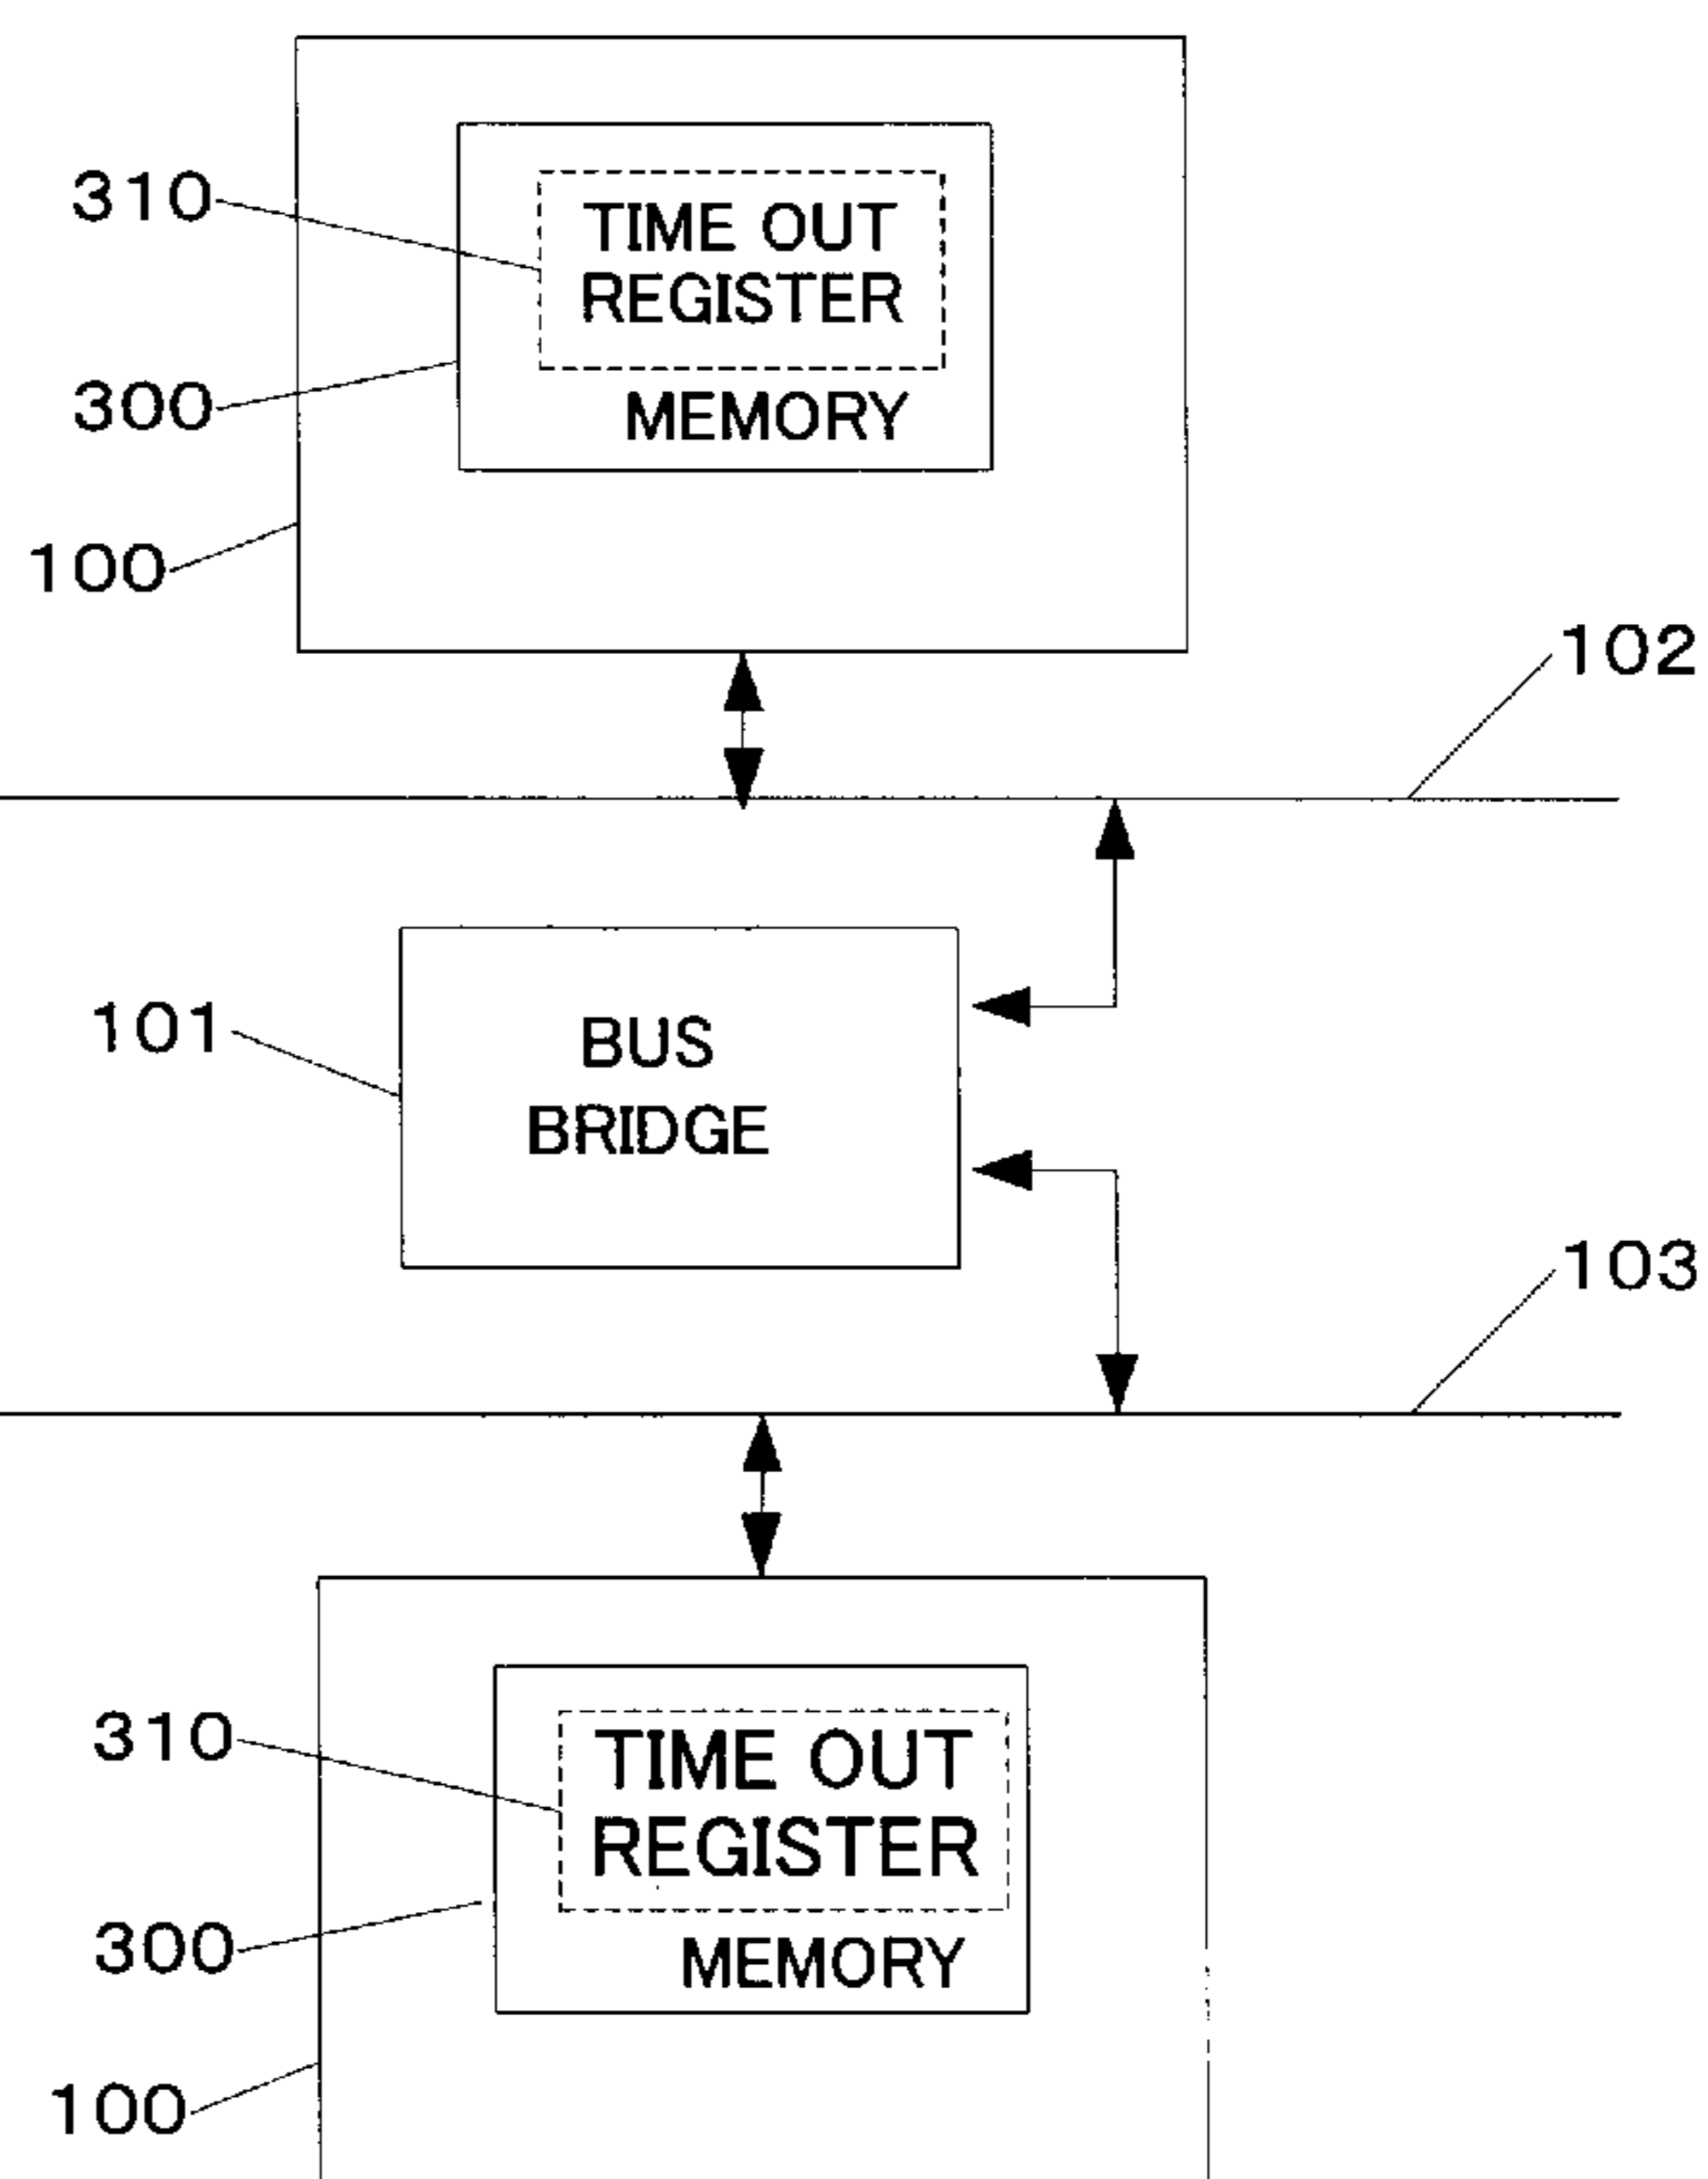 310
TIME OUT
REGISTER
300
MEMORY
100
102
101
BUS
BRIDGE
103
310
TIME OUT
REGISTER
300
MEMORY
100